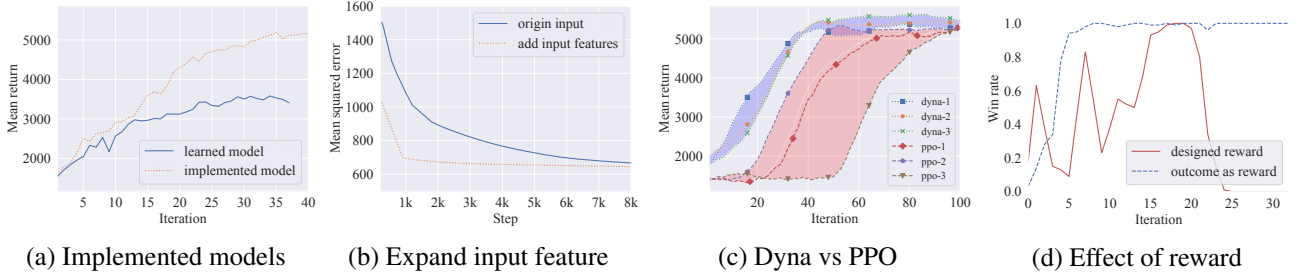 5000
4000
3000
2000
Mean return
learned model
implemented model
5 10 15 20 25 30 35 40
Iteration
(a) Implemented models
1600
1400
1200
1000
800
600
Mean squared error
origin input
add input features
1k 2k 3k 4k 5k 6k 7k 8k
Step
(b) Expand input feature
5000
4000
3000
2000
Mean return
dyna-1
dyna-2
dyna-3
ppo-1
ppo-2
ppo-3
20 40 60 80 100
Iteration
(c) Dyna vs PPO
1.0
0.8
0.6
0.4
0.2
0.0
Win rate
designed reward
outcome as reward
0 5 10 15 20 25 30
Iteration
(d) Effect of reward